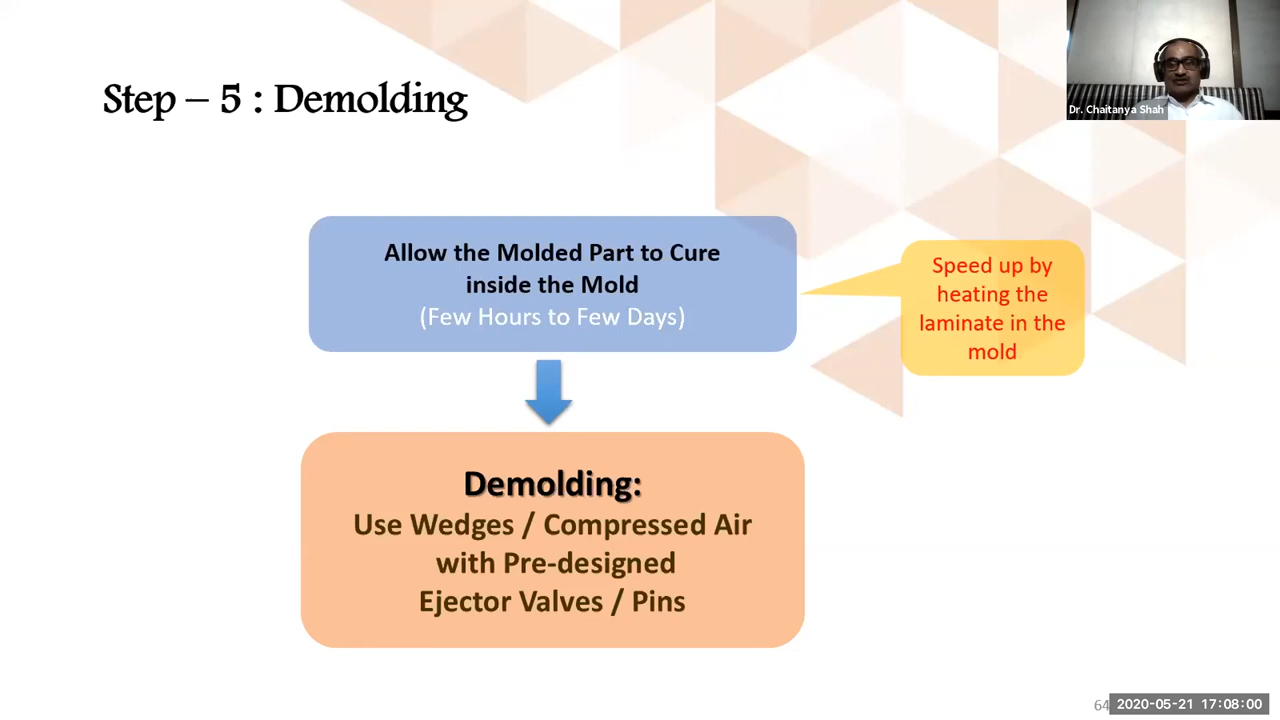 Step – 5 : Demolding
Dr. Chaitanya Shah
Allow the Molded Part to Cure
inside the Mold
(Few Hours to Few Days)
Speed up by
heating the
laminate in the
mold
Demolding:
Use Wedges / Compressed Air
with Pre-designed
Ejector Valves / Pins
64
2020-05-21 17:08:00